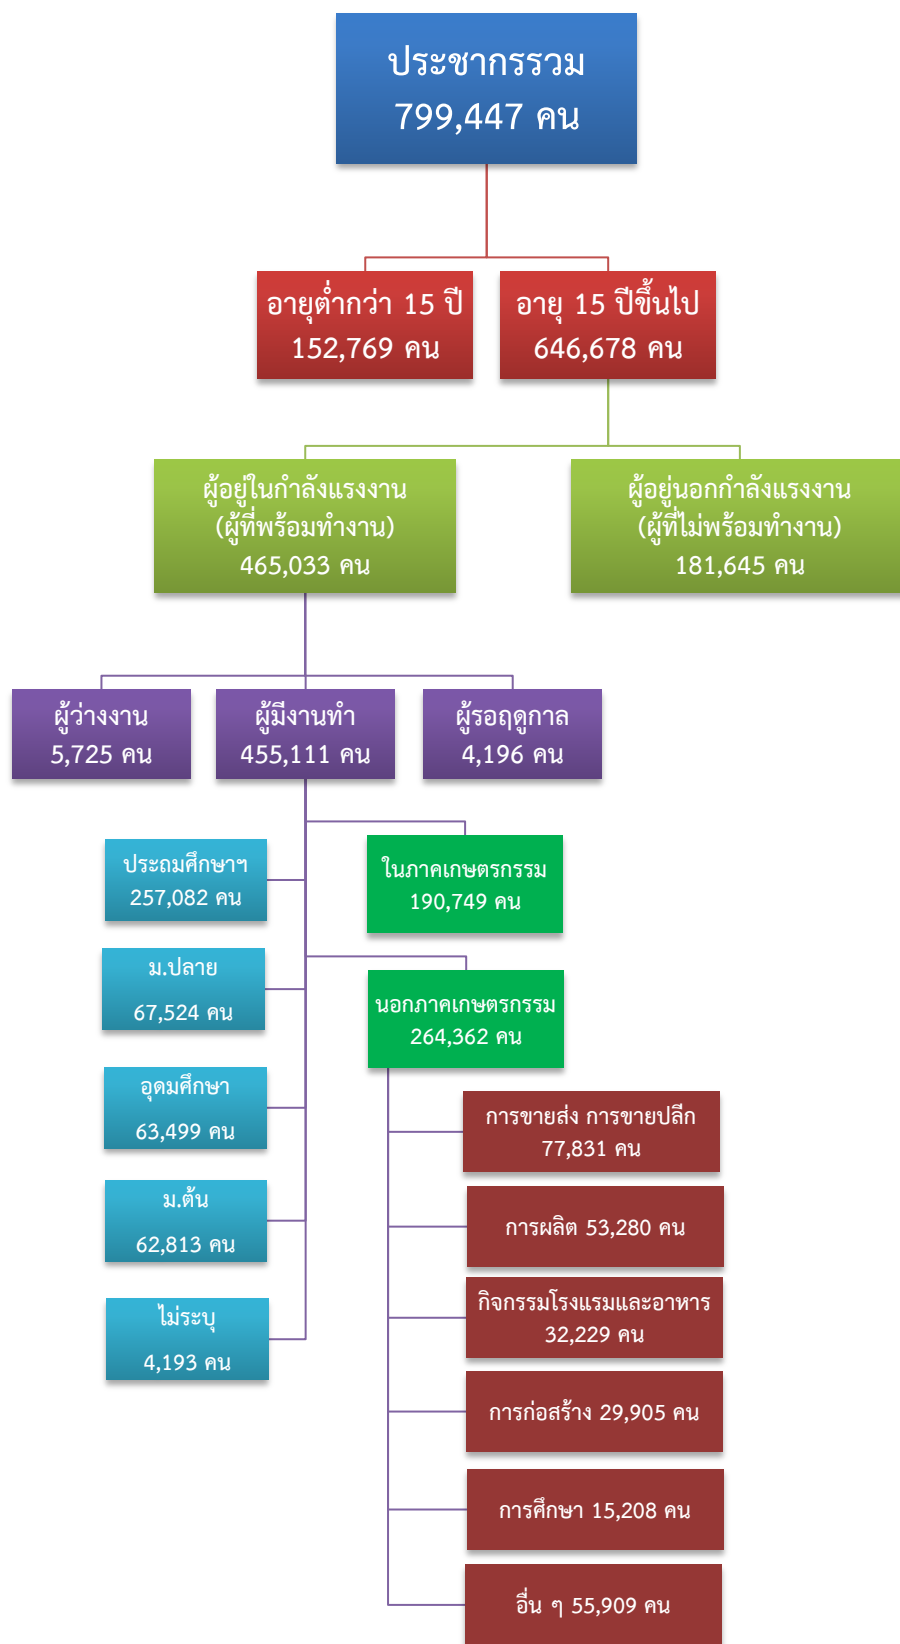 ประชากรรวม
799,447 คน
อายุต่ำกว่า 15 ปี
152,769 คน
อายุ 15 ปีขึ้นไป
646,678 คน
ผู้อยู่ในกำลังแรงงาน
(ผู้ที่พร้อมทำงาน)
465,033 คน
ผู้อยู่นอกกำลังแรงงาน
(ผู้ที่ไม่พร้อมทำงาน)
181,645 คน
ผู้ว่างงาน
5,725 คน
ผู้มีงานทำ
455,111 คน
ผู้รอฤดูกาล
4,196 คน
ประถมศึกษาฯ
257,082 คน
ม.ปลาย
67,524 คน
อุดมศึกษา
63,499 คน
ม.ต้น
62,813 คน
ไม่ระบุ
4,193 คน
ในภาคเกษตรกรรม
190,749 คน
นอกภาคเกษตรกรรม
264,362 คน
การขายส่ง การขายปลีก
77,831 คน
การผลิต 53,280 คน
กิจกรรมโรงแรมและอาหาร
32,229 คน
การก่อสร้าง 29,905 คน
การศึกษา 15,208 คน
อื่น ๆ 55,909 คน